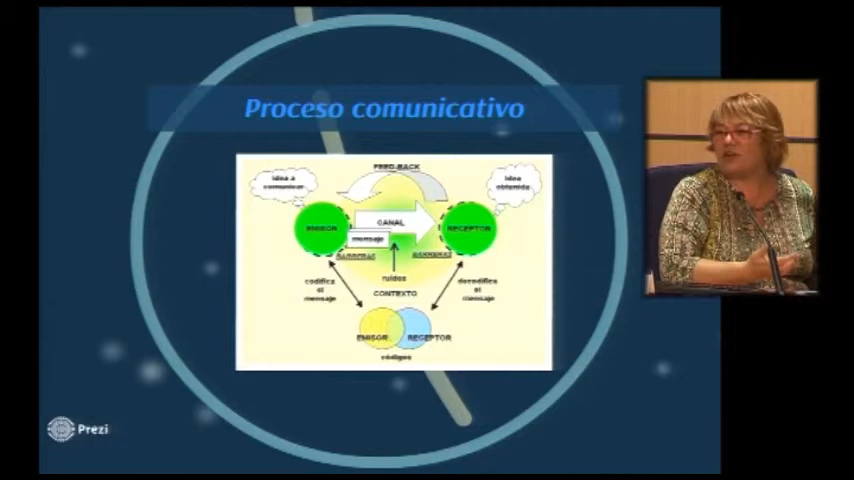 Proceso comunicativo
FEED-BACK
idea a
comunicar
idea
obtenida
CANAL
EMISOR
RECEPTOR
mensaje
BARRERAS
BARRERAS
ruidos
codifica
el
mensaje
CONTEXTO
decodifica
el
mensaje
EMISOR
RECEPTOR
códigos
Prezi